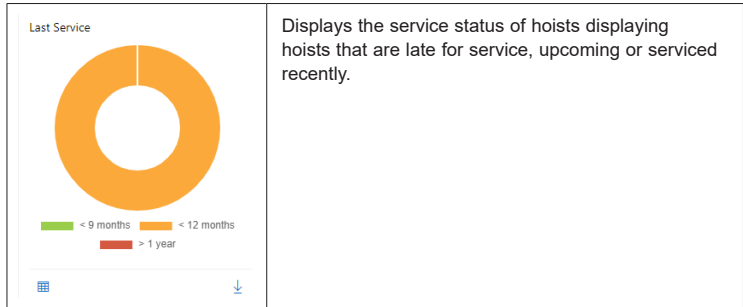 Last Service
< 9 months < 12 months
> 1 year
Displays the service status of hoists displaying
hoists that are late for service, upcoming or serviced
recently.